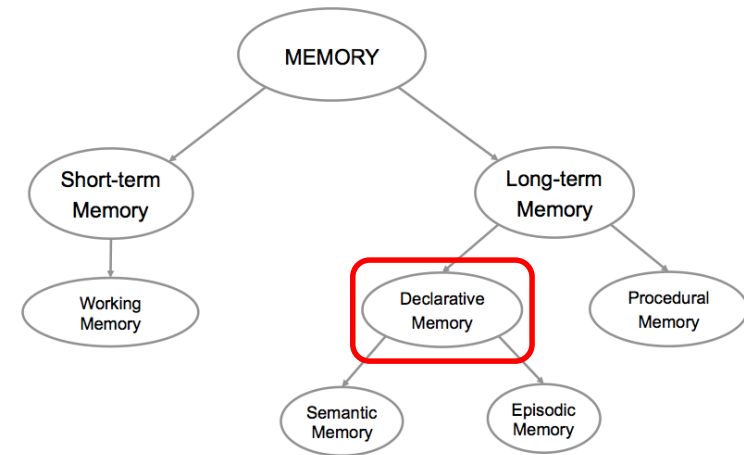 MEMORY
Short-term
Memory
Long-term
Memory
Working
Memory
Declarative
Memory
Procedural
Memory
Semantic
Memory
Episodic
Memory